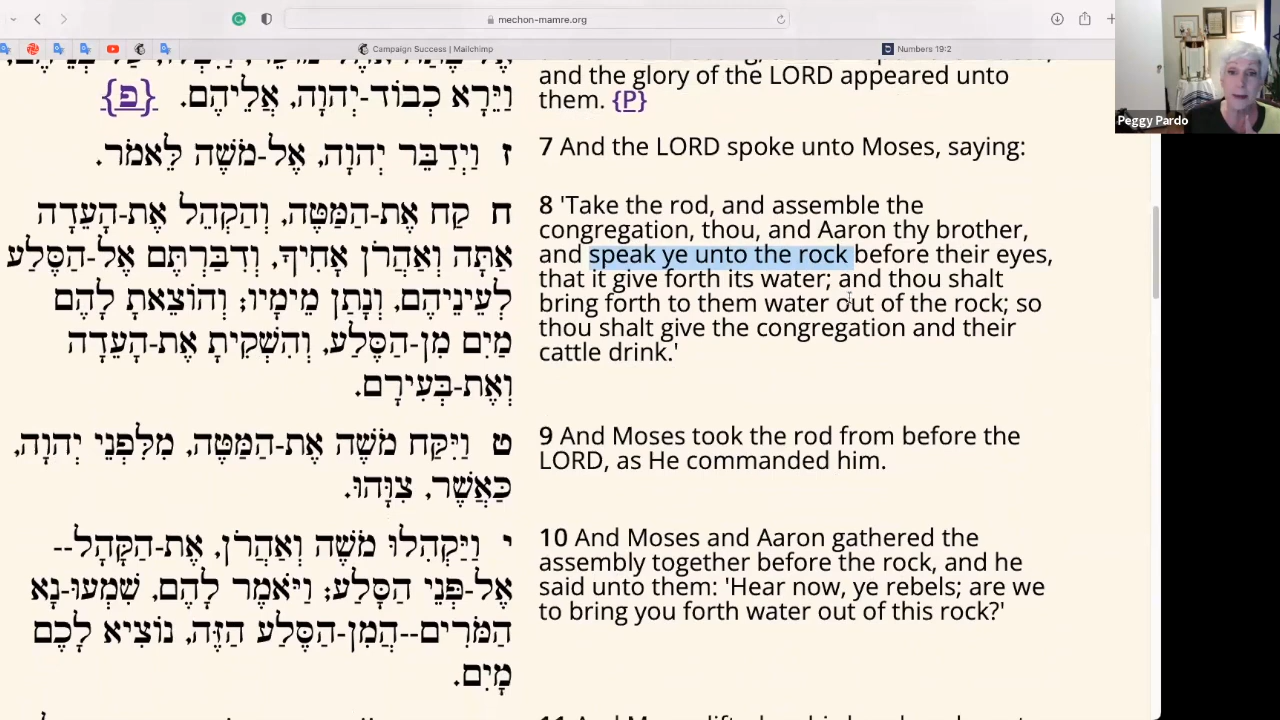 mechon-mamre.org
Campaign Success | Mailchimp
Numbers 19:2
Peggy Pardo
וַיֵּרָא כְבוֹד-יְהוָה, אֲלֵיהֶם. {פ}
and the glory of the LORD appeared unto
them. {P}
ז וַיְדַבֵּר יְהוָה, אֶל-מֹשֶׁה לֵּאמֹר.
7 And the LORD spoke unto Moses, saying:
ח קַח אֶת-הַמַּטֶּה, וְהַקְהֵל אֶת-הָעֵדָה
אַתָּה וְאַהֲרֹן אָחִיךָ, וְדִבַּרְתֶּם אֶל-הַסֶּלַע
לְעֵינֵיהֶם, וְנָתַן מֵימָיו; וְהוֹצֵאתָ לָהֶם
מַיִם מִן-הַסֶּלַע, וְהִשְׁקִיתָ אֶת-הָעֵדָה
וְאֶת-בְּעִירָם.
8 'Take the rod, and assemble the
congregation, thou, and Aaron thy brother,
and speak ye unto the rock before their eyes,
that it give forth its water; and thou shalt
bring forth to them water out of the rock; so
thou shalt give the congregation and their
cattle drink.'
ט וַיִּקַּח מֹשֶׁה אֶת-הַמַּטֶּה, מִלִּפְנֵי יְהוָה,
כַּאֲשֶׁר, צִוָּהוּ.
9 And Moses took the rod from before the
LORD, as He commanded him.
י וַיַּקְהִלוּ מֹשֶׁה וְאַהֲרֹן, אֶת-הַקָּהָל--
אֶל-פְּנֵי הַסָּלַע; וַיֹּאמֶר לָהֶם, שִׁמְעוּ-נָא
הַמֹּרִים--הֲמִן-הַסֶּלַע הַזֶּה, נוֹצִיא לָכֶם
מָיִם.
10 And Moses and Aaron gathered the
assembly together before the rock, and he
said unto them: 'Hear now, ye rebels; are we
to bring you forth water out of this rock?'